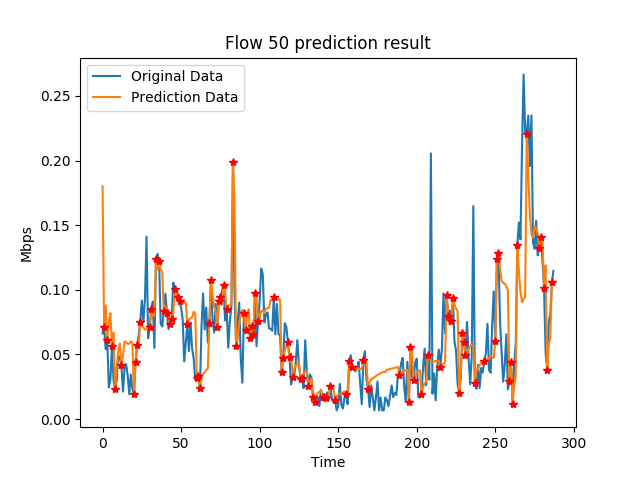 Flow 50 prediction result
Original Data
Prediction Data
0.25
0.20
0.15
0.10
0.05
0.00
Mbps
0 50 100 150 200 250 300
Time